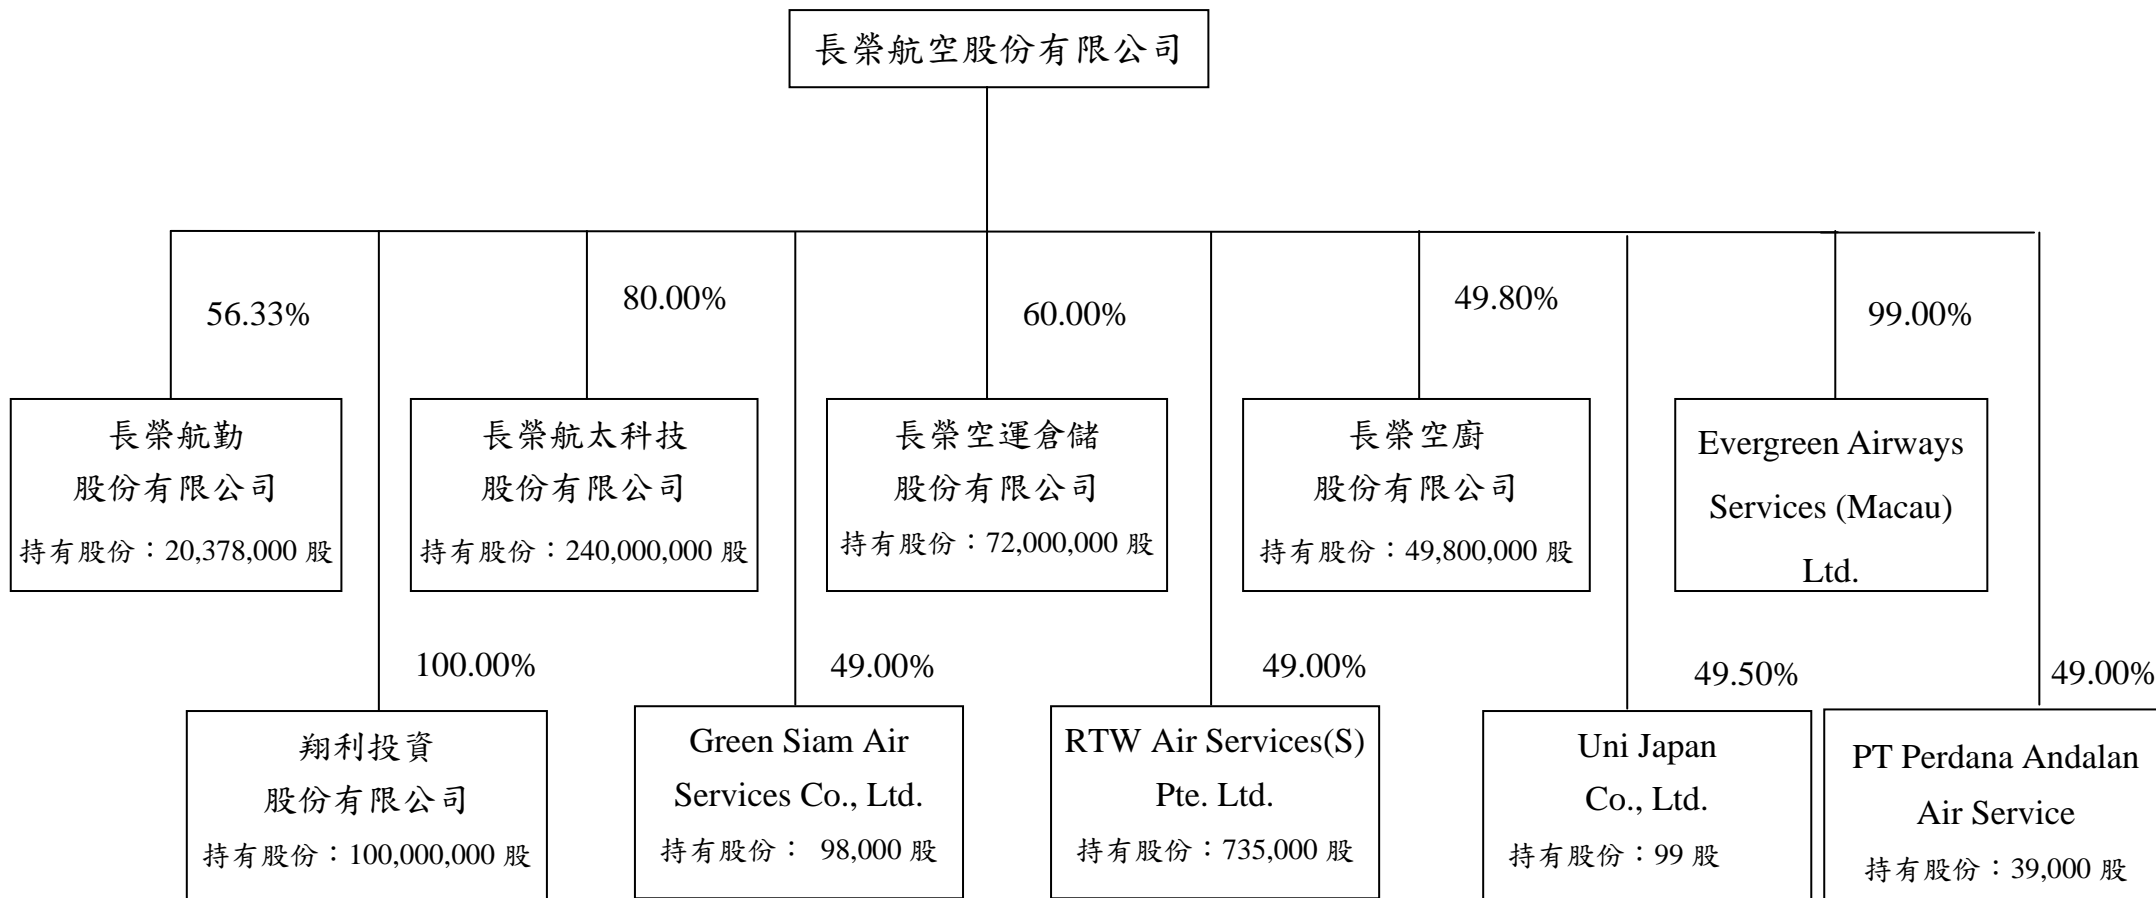 長榮航空股份有限公司
56.33%
80.00%
60.00%
49.80%
99.00%
長榮航勤
股份有限公司
持有股份：20,378,000 股
長榮航太科技
股份有限公司
持有股份：240,000,000 股
長榮空運倉儲
股份有限公司
持有股份：72,000,000 股
長榮空廚
股份有限公司
持有股份：49,800,000 股
Evergreen Airways
Services (Macau)
Ltd.
100.00%
49.00%
49.00%
49.50%
49.00%
翔利投資
股份有限公司
持有股份：100,000,000 股
Green Siam Air
Services Co., Ltd.
持有股份： 98,000 股
RTW Air Services(S)
Pte. Ltd.
持有股份：735,000 股
Uni Japan
Co., Ltd.
持有股份：99 股
PT Perdana Andalan
Air Service
持有股份：39,000 股